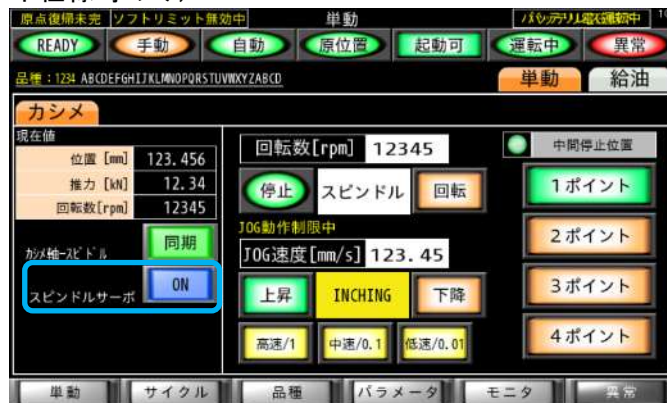 原点復帰未完 ソフトリミット無効中 単動
READY 手動 自動 原位置 起動可 運転中 異常
品種:1234 ABCDEFGHIJKLMNOPQRSTUVWXYZABCD 単動 給油
カシメ
現在値
位置 [mm] 123.456
推力 [kN] 12.34
回転数[rpm] 12345
カシメ軸-スピンドル 同期
スピンドルサーボ ON
回転数[rpm] 12345
停止 スピンドル 回転
JOG動作制限中
JOG速度[mm/s] 123.45
上昇 INCHING 下降
高速/1 中速/0.1 低速/0.01
中間停止位置
1ポイント
2ポイント
3ポイント
4ポイント
単動 サイクル 品種 パラメータ モニタ 異常